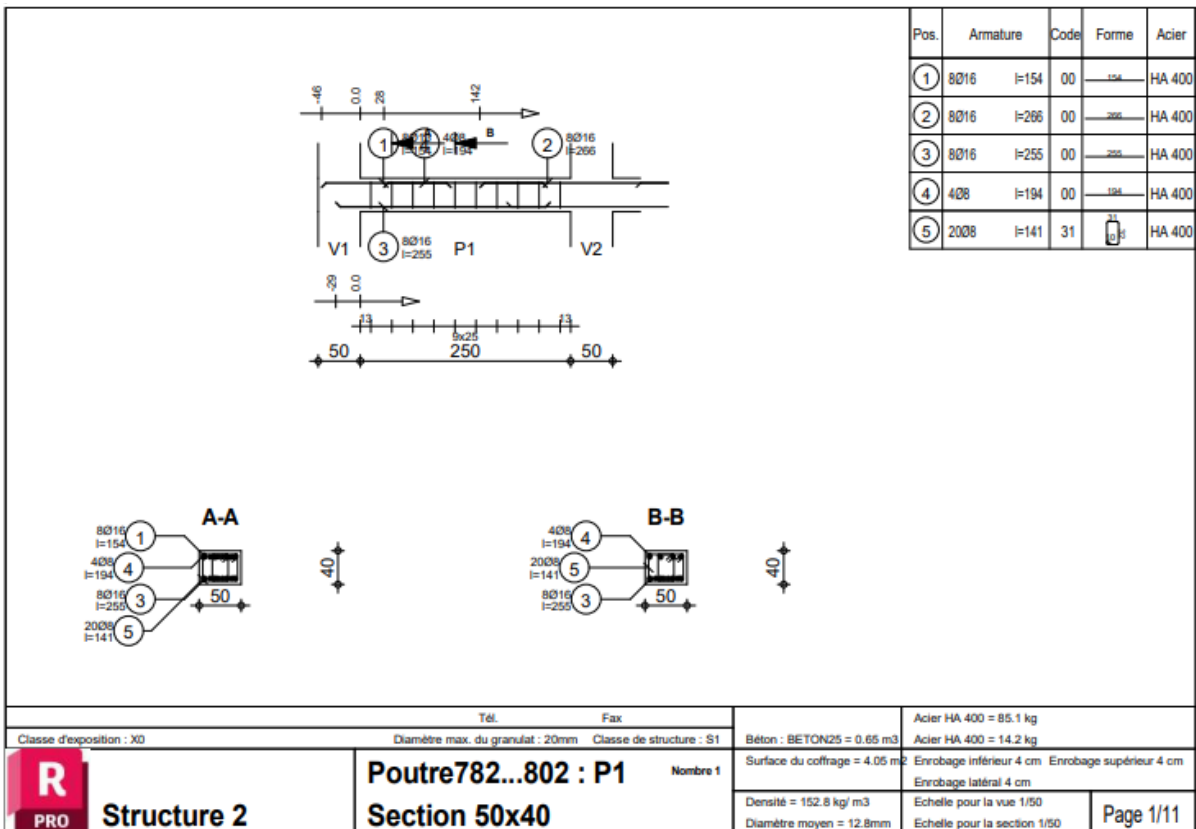 Pos. Armature Code Forme Acier
1 8Ø16 l=154 00 154 HA 400
2 8Ø16 l=266 00 266 HA 400
3 8Ø16 l=255 00 255 HA 400
4 4Ø8 l=194 00 194 HA 400
5 20Ø8 l=141 31 31 HA 400
-46 0.0 28 142
1 l=154 4Ø8 l=194 B 2 8Ø16 l=266
V1 3 8Ø16 l=255 P1 V2
-29 0.0
13 9x25 13
50 250 50
A-A
8Ø16 l=154 1
4Ø8 l=194 4
8Ø16 l=255 3
20Ø8 l=141 5
50
40
B-B
4Ø8 l=194 4
20Ø8 l=141 5
8Ø16 l=255 3
50
40
Tél. Fax
Classe d'exposition : X0 Diamètre max. du granulat : 20mm Classe de structure : S1
Béton : BETON25 = 0.65 m3
Acier HA 400 = 85.1 kg
Acier HA 400 = 14.2 kg
Surface du coffrage = 4.05 m2
Enrobage inférieur 4 cm Enrobage supérieur 4 cm
Enrobage latéral 4 cm
Densité = 152.8 kg/ m3
Diamètre moyen = 12.8mm
Echelle pour la vue 1/50
Echelle pour la section 1/50
Page 1/11
R
PRO
Structure 2
Poutre782...802 : P1 Nombre 1
Section 50x40